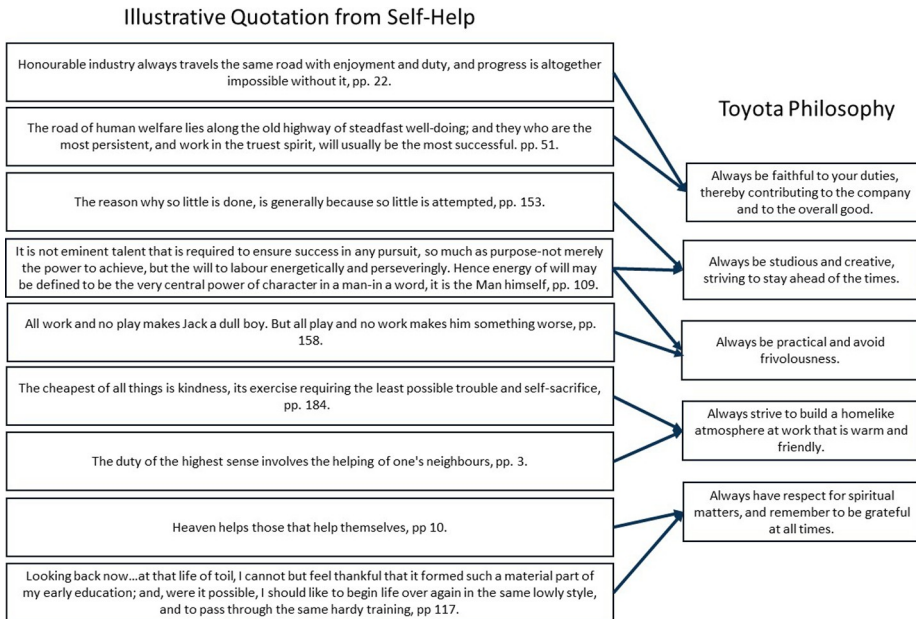 Illustrative Quotation from Self-Help
Honourable industry always travels the same road with enjoyment and duty, and progress is altogether
impossible without it, pp. 22.
The road of human welfare lies along the old highway of steadfast well-doing; and they who are the
most persistent, and work in the truest spirit, will usually be the most successful. pp. 51.
The reason why so little is done, is generally because so little is attempted, pp. 153.
It is not eminent talent that is required to ensure success in any pursuit, so much as purpose-not merely
the power to achieve, but the will to labour energetically and perseveringly. Hence energy of will may
be defined to be the very central power of character in a man-in a word, it is the Man himself, pp. 109.
All work and no play makes Jack a dull boy. But all play and no work makes him something worse, pp.
158.
The cheapest of all things is kindness, its exercise requiring the least possible trouble and self-sacrifice,
pp. 184.
The duty of the highest sense involves the helping of one's neighbours, pp. 3.
Heaven helps those that help themselves, pp 10.
Looking back now...at that life of toil, I cannot but feel thankful that it formed such a material part of
my early education; and, were it possible, I should like to begin life over again in the same lowly style,
and to pass through the same hardy training, pp 117.
Toyota Philosophy
Always be faithful to your duties,
thereby contributing to the company
and to the overall good.
Always be studious and creative,
striving to stay ahead of the times.
Always be practical and avoid
frivolousness.
Always strive to build a homelike
atmosphere at work that is warm and
friendly.
Always have respect for spiritual
matters, and remember to be grateful
at all times.